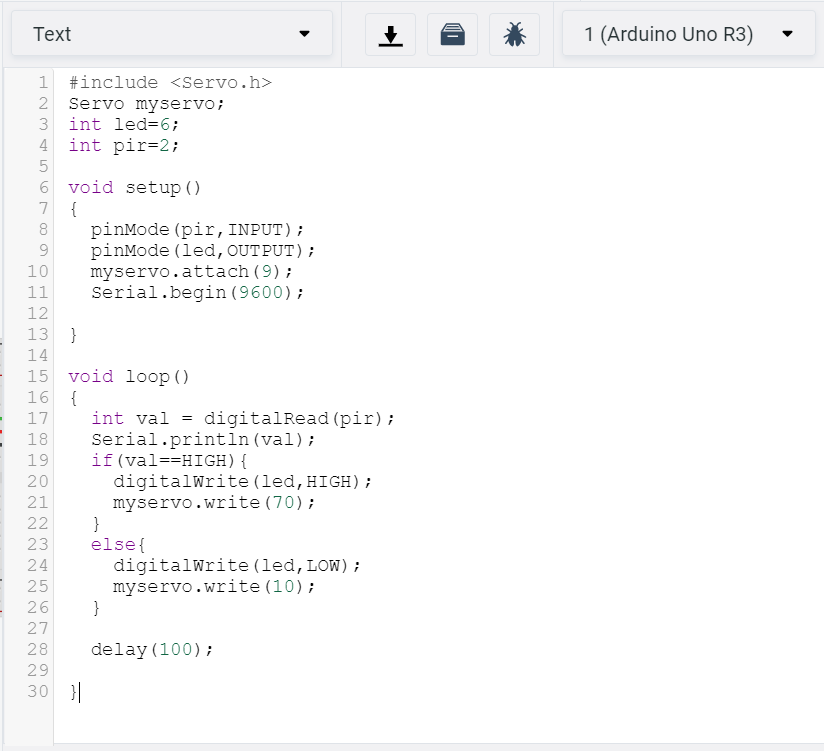 Text
1 (Arduino Uno R3)
1 #include <Servo.h>
2 Servo myservo;
3 int led=6;
4 int pir=2;
5
6 void setup()
7 {
8   pinMode(pir,INPUT);
9   pinMode(led,OUTPUT);
10   myservo.attach(9);
11   Serial.begin(9600);
12
13 }
14
15 void loop()
16 {
17   int val = digitalRead(pir);
18   Serial.println(val);
19   if(val==HIGH){
20     digitalWrite(led,HIGH);
21     myservo.write(70);
22   }
23   else{
24     digitalWrite(led,LOW);
25     myservo.write(10);
26   }
27
28   delay(100);
29
30 }